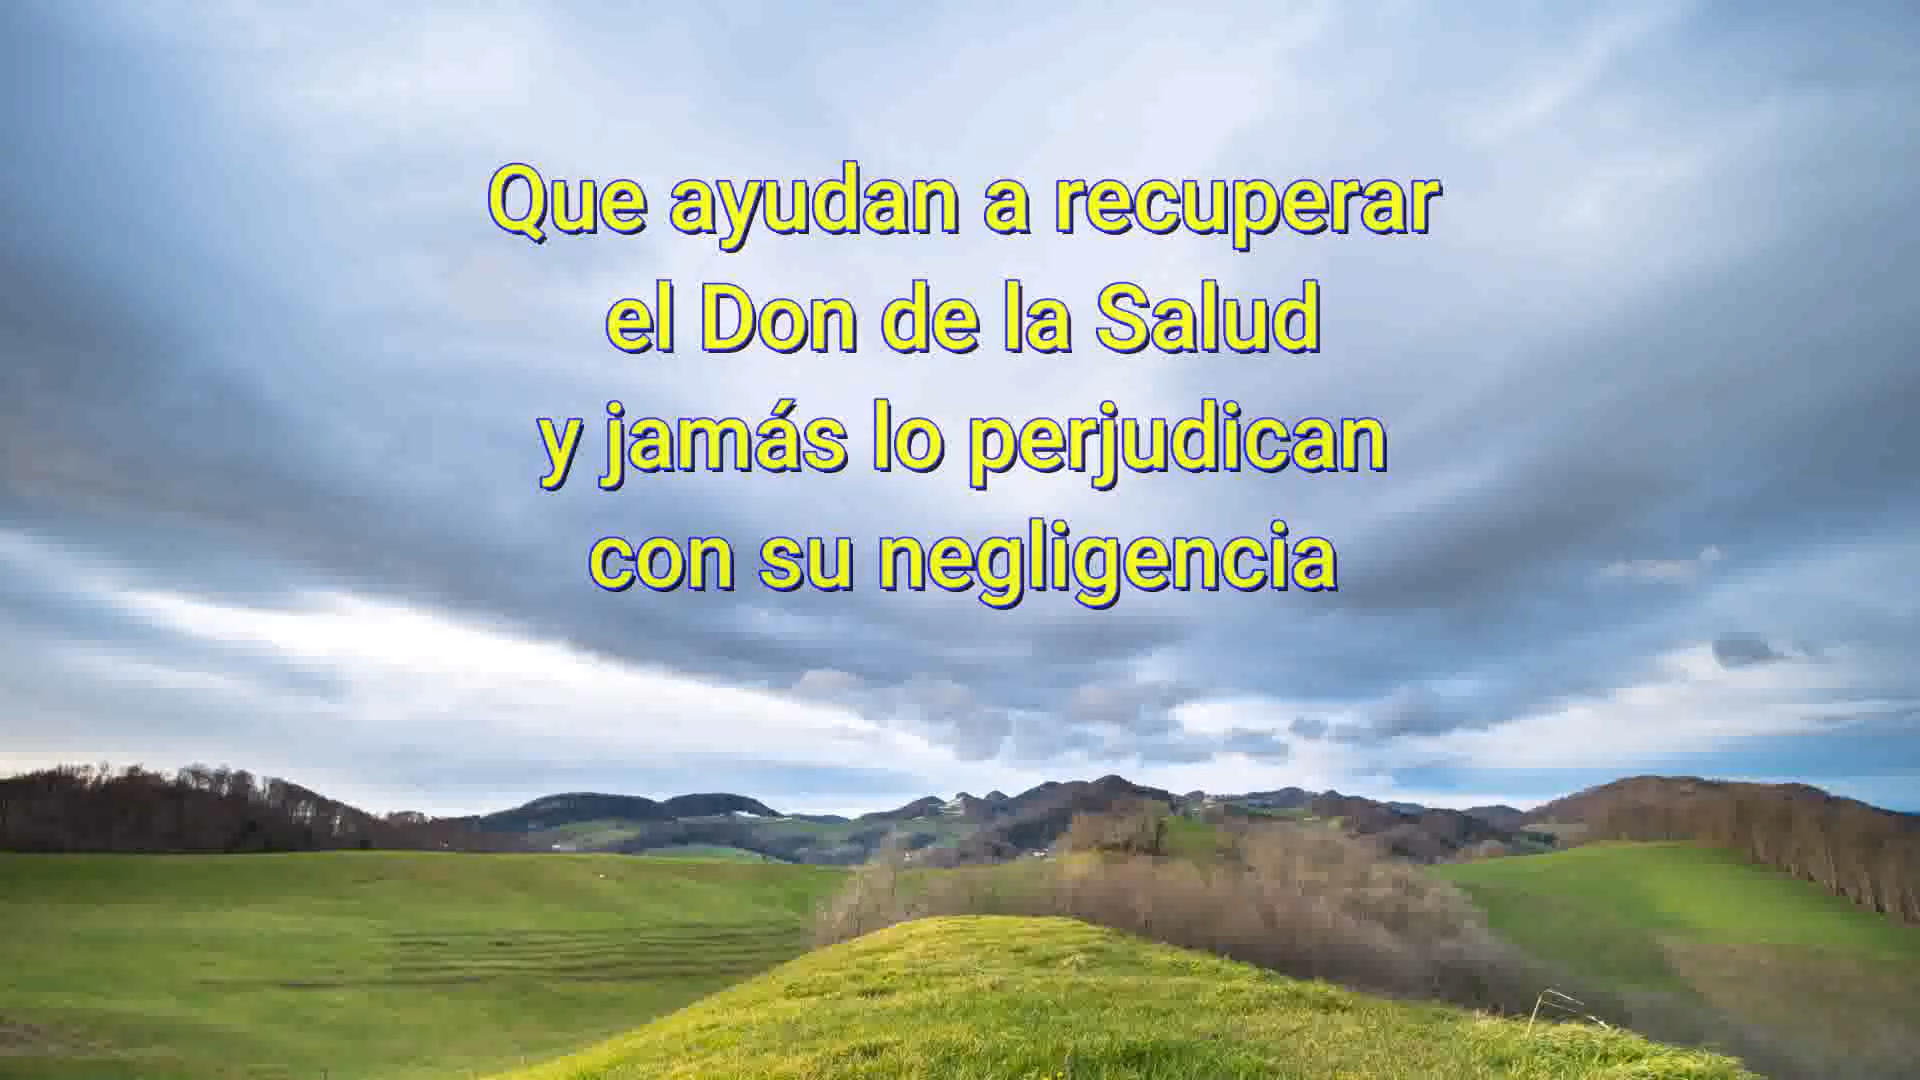 Que ayudan a recuperar
el Don de la Salud
y jamás lo perjudican
con su negligencia